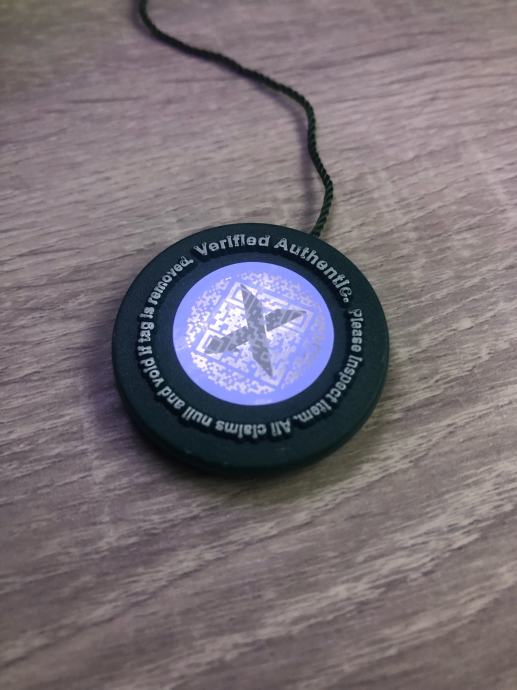 Verified Authentic.
Please inspect item. All claims null and void if tag is removed.
X